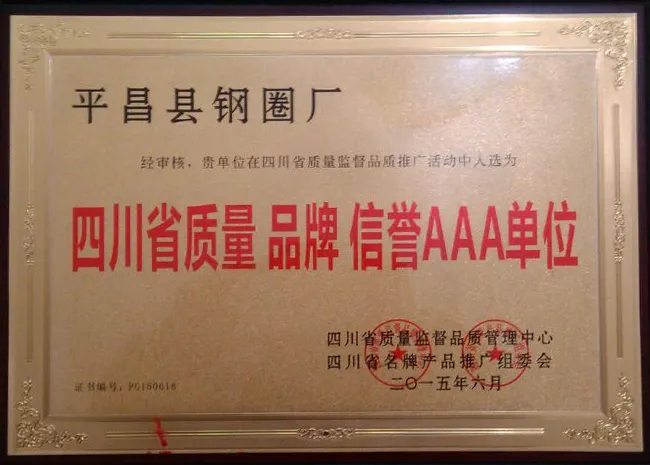 平昌县钢圈厂
经审核，贵单位在四川省质量监督品质推广活动中入选为
四川省质量 品牌 信誉AAA单位
四川省质量监督品质管理中心
四川省名牌产品推广组委会
二〇一五年六月
证书编号：PG150616